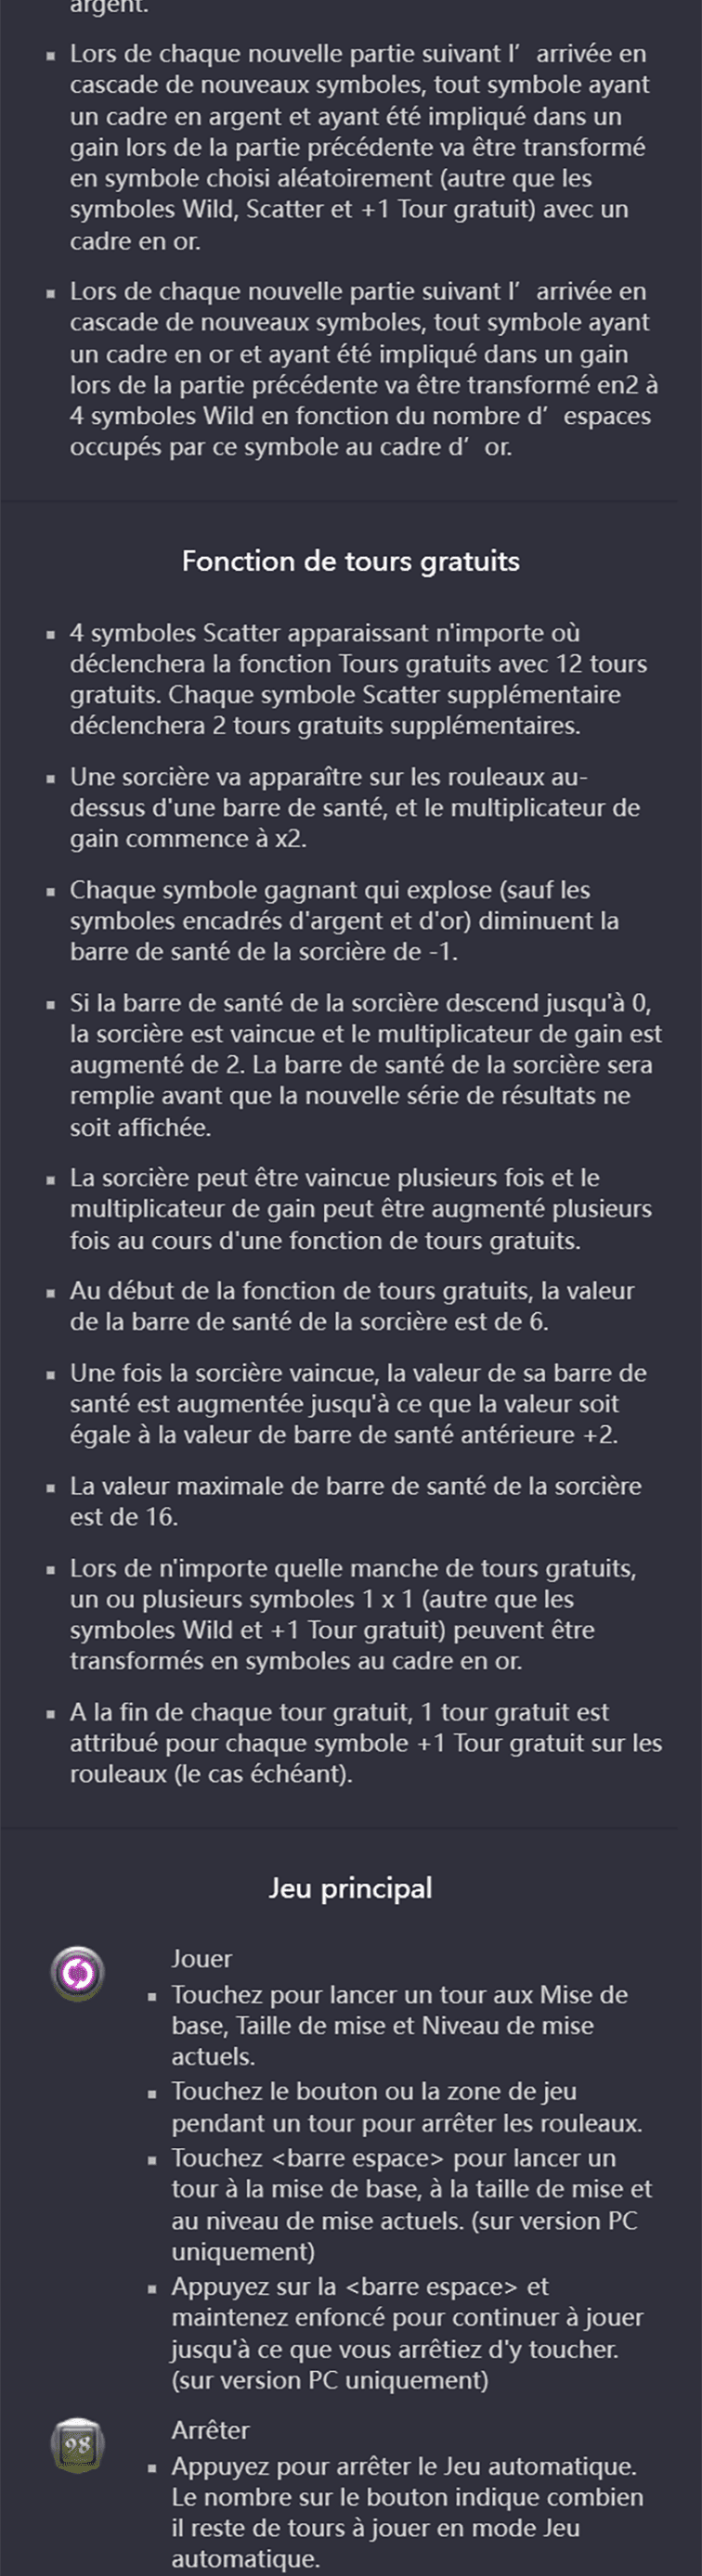 argent.
▪ Lors de chaque nouvelle partie suivant l’ arrivée en
cascade de nouveaux symboles, tout symbole ayant
un cadre en argent et ayant été impliqué dans un
gain lors de la partie précédente va être transformé
en symbole choisi aléatoirement (autre que les
symboles Wild, Scatter et +1 Tour gratuit) avec un
cadre en or.
▪ Lors de chaque nouvelle partie suivant l’ arrivée en
cascade de nouveaux symboles, tout symbole ayant
un cadre en or et ayant été impliqué dans un gain
lors de la partie précédente va être transformé en2 à
4 symboles Wild en fonction du nombre d’ espaces
occupés par ce symbole au cadre d’ or.
Fonction de tours gratuits
▪ 4 symboles Scatter apparaissant n'importe où
déclenchera la fonction Tours gratuits avec 12 tours
gratuits. Chaque symbole Scatter supplémentaire
déclenchera 2 tours gratuits supplémentaires.
▪ Une sorcière va apparaître sur les rouleaux au-
dessus d'une barre de santé, et le multiplicateur de
gain commence à x2.
▪ Chaque symbole gagnant qui explose (sauf les
symboles encadrés d'argent et d'or) diminuent la
barre de santé de la sorcière de -1.
▪ Si la barre de santé de la sorcière descend jusqu'à 0,
la sorcière est vaincue et le multiplicateur de gain est
augmenté de 2. La barre de santé de la sorcière sera
remplie avant que la nouvelle série de résultats ne
soit affichée.
▪ La sorcière peut être vaincue plusieurs fois et le
multiplicateur de gain peut être augmenté plusieurs
fois au cours d'une fonction de tours gratuits.
▪ Au début de la fonction de tours gratuits, la valeur
de la barre de santé de la sorcière est de 6.
▪ Une fois la sorcière vaincue, la valeur de sa barre de
santé est augmentée jusqu'à ce que la valeur soit
égale à la valeur de barre de santé antérieure +2.
▪ La valeur maximale de barre de santé de la sorcière
est de 16.
▪ Lors de n'importe quelle manche de tours gratuits,
un ou plusieurs symboles 1 x 1 (autre que les
symboles Wild et +1 Tour gratuit) peuvent être
transformés en symboles au cadre en or.
▪ A la fin de chaque tour gratuit, 1 tour gratuit est
attribué pour chaque symbole +1 Tour gratuit sur les
rouleaux (le cas échéant).
Jeu principal
Jouer
▪ Touchez pour lancer un tour aux Mise de
base, Taille de mise et Niveau de mise
actuels.
▪ Touchez le bouton ou la zone de jeu
pendant un tour pour arrêter les rouleaux.
▪ Touchez <barre espace> pour lancer un
tour à la mise de base, à la taille de mise et
au niveau de mise actuels. (sur version PC
uniquement)
▪ Appuyez sur la <barre espace> et
maintenez enfoncé pour continuer à jouer
jusqu'à ce que vous arrêtiez d'y toucher.
(sur version PC uniquement)
98
Arrêter
▪ Appuyez pour arrêter le Jeu automatique.
Le nombre sur le bouton indique combien
il reste de tours à jouer en mode Jeu
automatique.